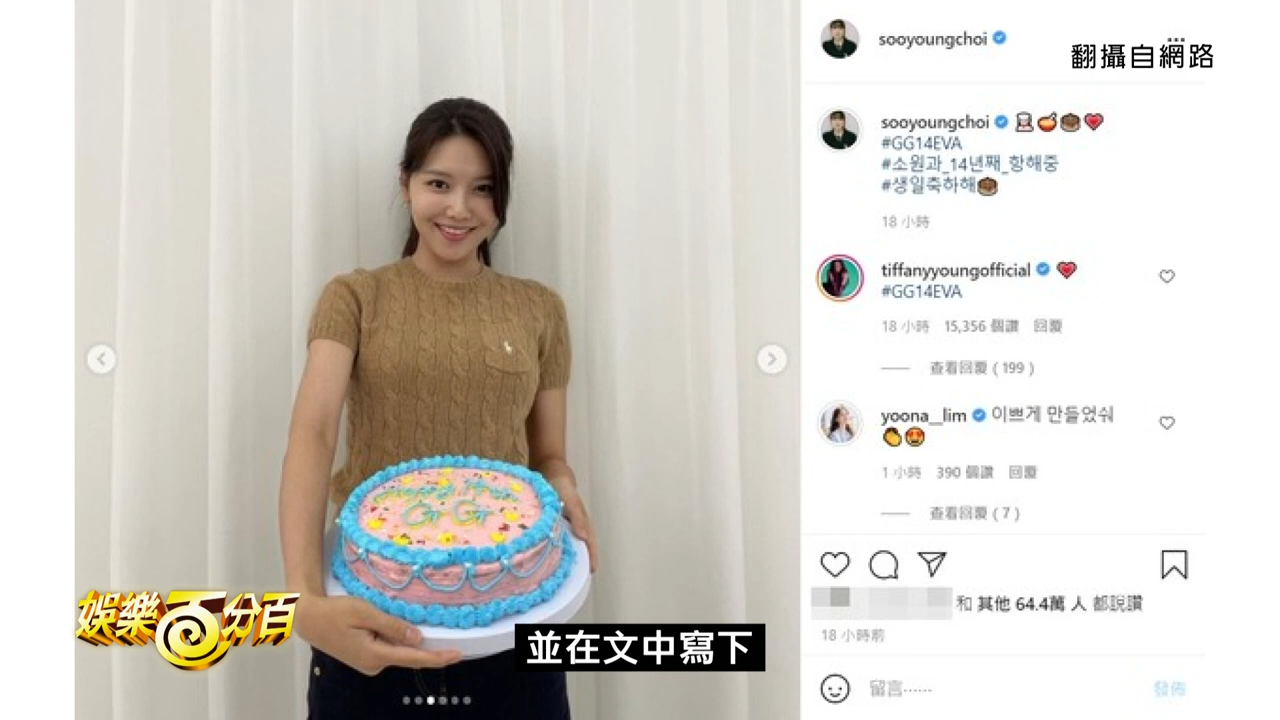 sooyoungchoi
翻攝自網路
sooyoungchoi
#GG14EVA
#소원과_14년째_항해중
#생일축하해
18 小時
tiffanyyoungofficial
#GG14EVA
18 小時 15,356 個讚 回覆
查看回覆 ( 199 )
yoona__lim 이쁘게 만들었숴
1 小時 390 個讚 回覆
查看回覆 ( 7 )
和 其他 64.4萬 人 都說讚
18 小時前
留言......
發佈
GG
娛樂百分百
並在文中寫下